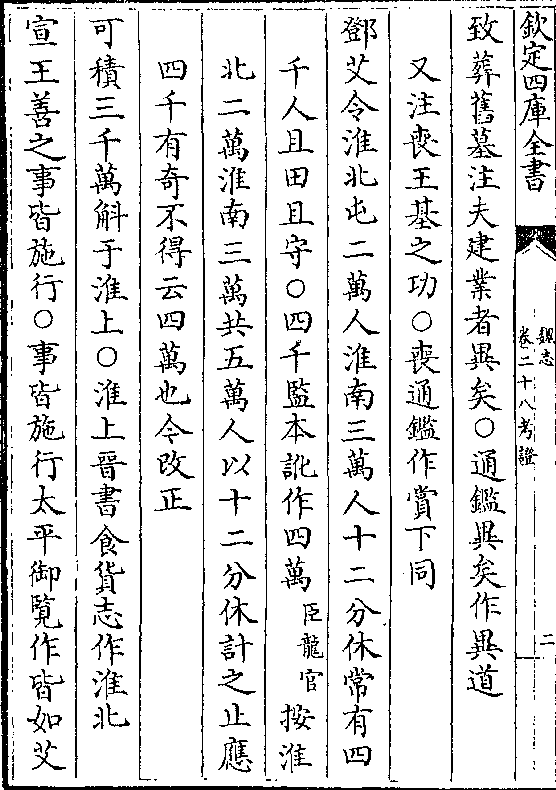 欽定四庫全書
魏志
卷二十八考證
二
致葬舊墓注夫建業者異矣○通鑑異矣作異道
又注喪王基之功○喪通鑑作賞下同
鄧艾令淮北屯二萬人淮南三萬人十二分休常有四
千人且田且守○四千監本訛作四萬臣龍官按淮
北二萬淮南三萬共五萬人以十二分休計之止應
四千有奇不得云四萬也今改正
可積三千萬斛于淮上○淮上晉書食貨志作淮北
宣王善之事皆施行○事皆施行太平御覽作皆如艾